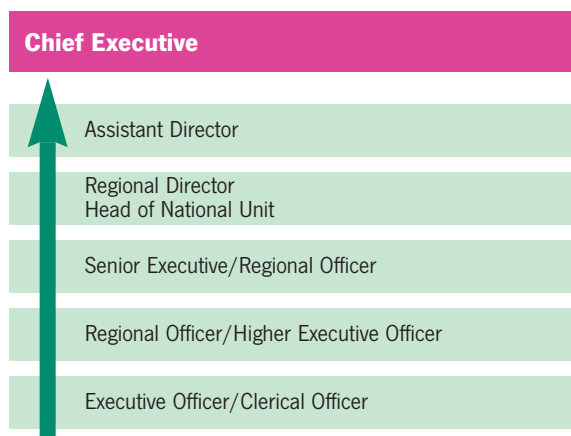 Chief Executive
Assistant Director
Regional Director
Head of National Unit
Senior Executive/Regional Officer
Regional Officer/Higher Executive Officer
Executive Officer/Clerical Officer